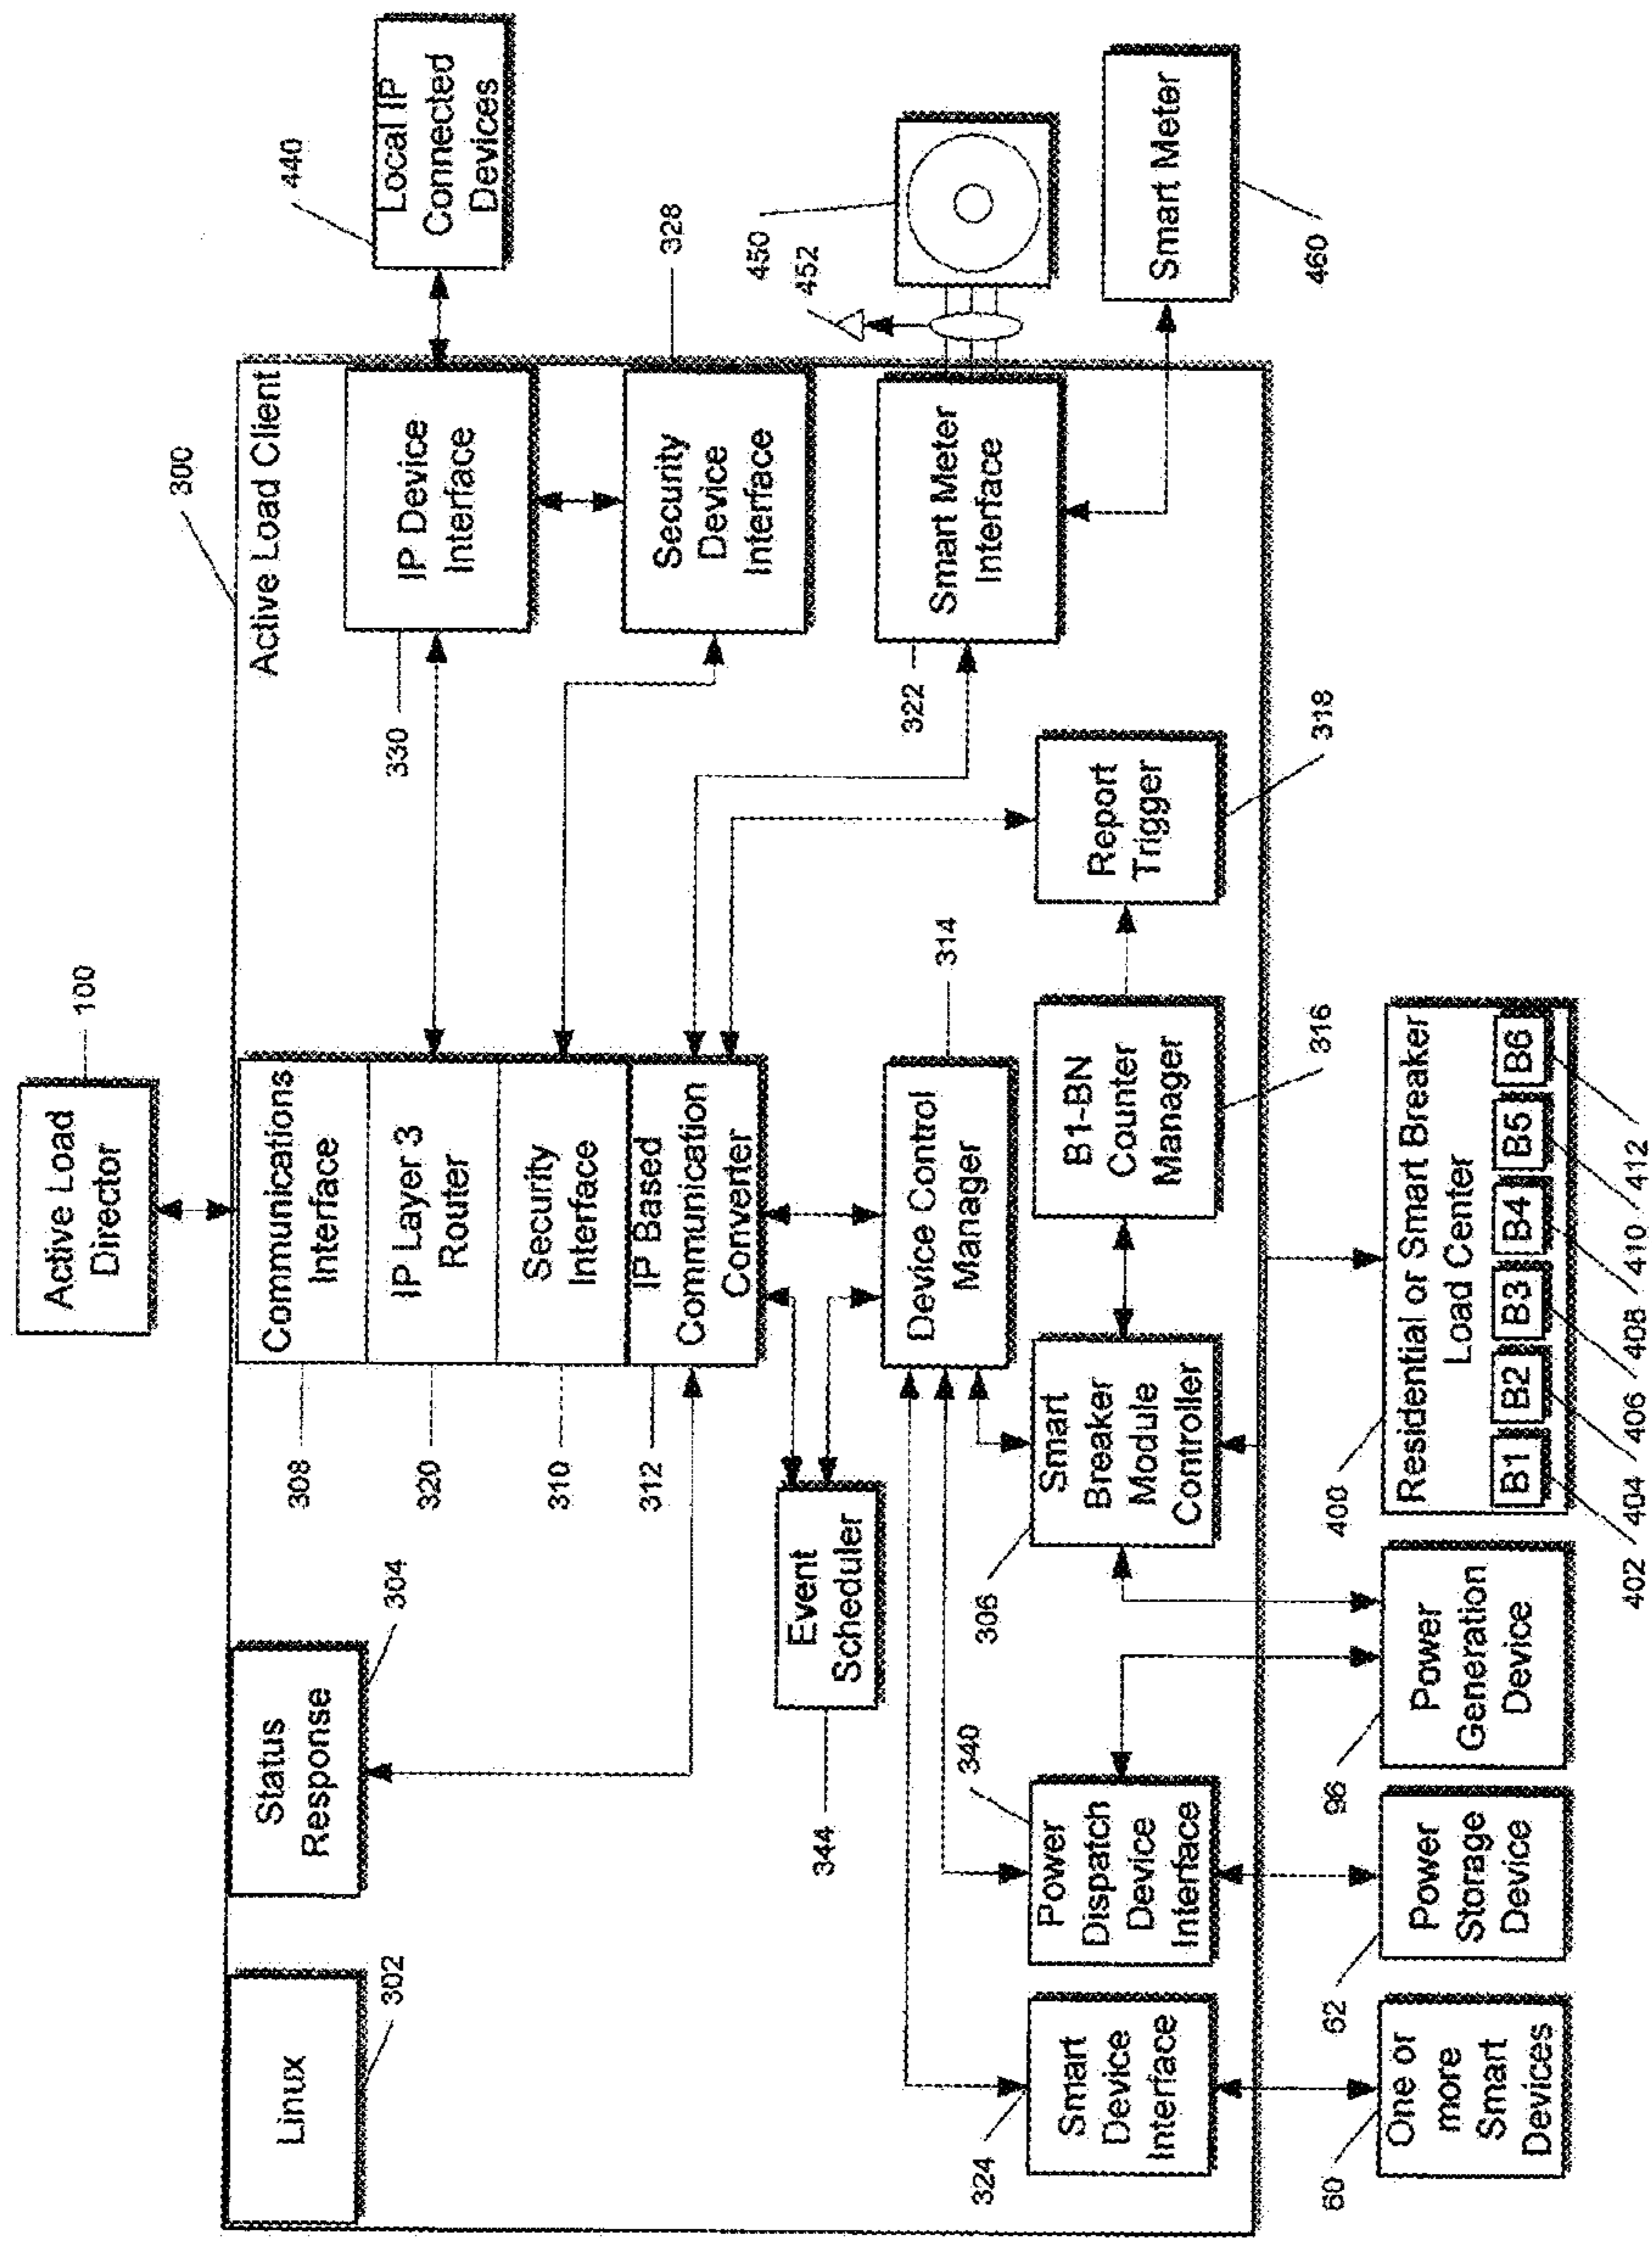 Active Load
Director
100
300
Active Load Client
Linux
302
Status
Response
304
Communications
Interface
308
IP Layer 3
Router
320
Security
Interface
310
IP Based
Communication
Converter
312
IP Device
Interface
330
440
Local IP
Connected
Devices
Security
Device
Interface
328
450
452
Smart Meter
Interface
322
Smart Meter
460
Event
Scheduler
344
Device Control
Manager
314
Smart
Device
Interface
324
Power
Dispatch
Device
Interface
340
Smart
Breaker
Module
Controller
306
B1-BN
Counter
Manager
316
Report
Trigger
318
One or
more
Smart
Devices
60
Power
Storage
Device
62
Power
Generation
Device
96
Residential or Smart Breaker
Load Center
400
B1 B2 B3 B4 B5 B6
402 404 406 408 410 412